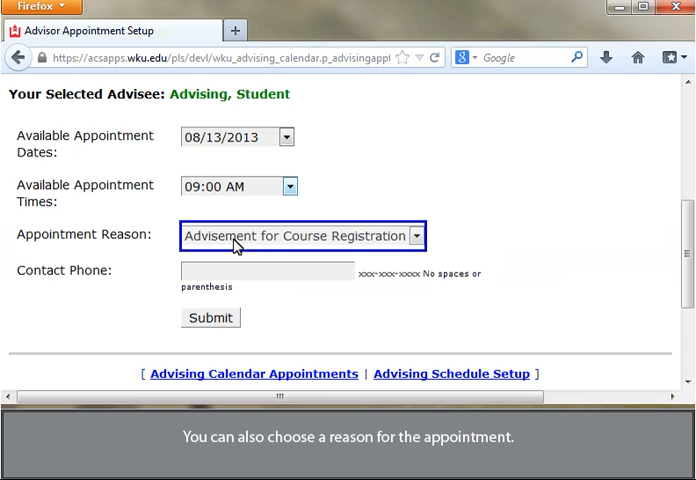 Firefox
Advisor Appointment Setup
https://acsapps.wku.edu/pls/devl/wku_advising_calendar.p_advisingappt
Google
Your Selected Advisee: Advising, Student
Available Appointment Dates:
08/13/2013
Available Appointment Times:
09:00 AM
Appointment Reason:
Advisement for Course Registration
Contact Phone:
xxx-xxx-xxxx No spaces or
parenthesis
Submit
[ Advising Calendar Appointments | Advising Schedule Setup ]
You can also choose a reason for the appointment.